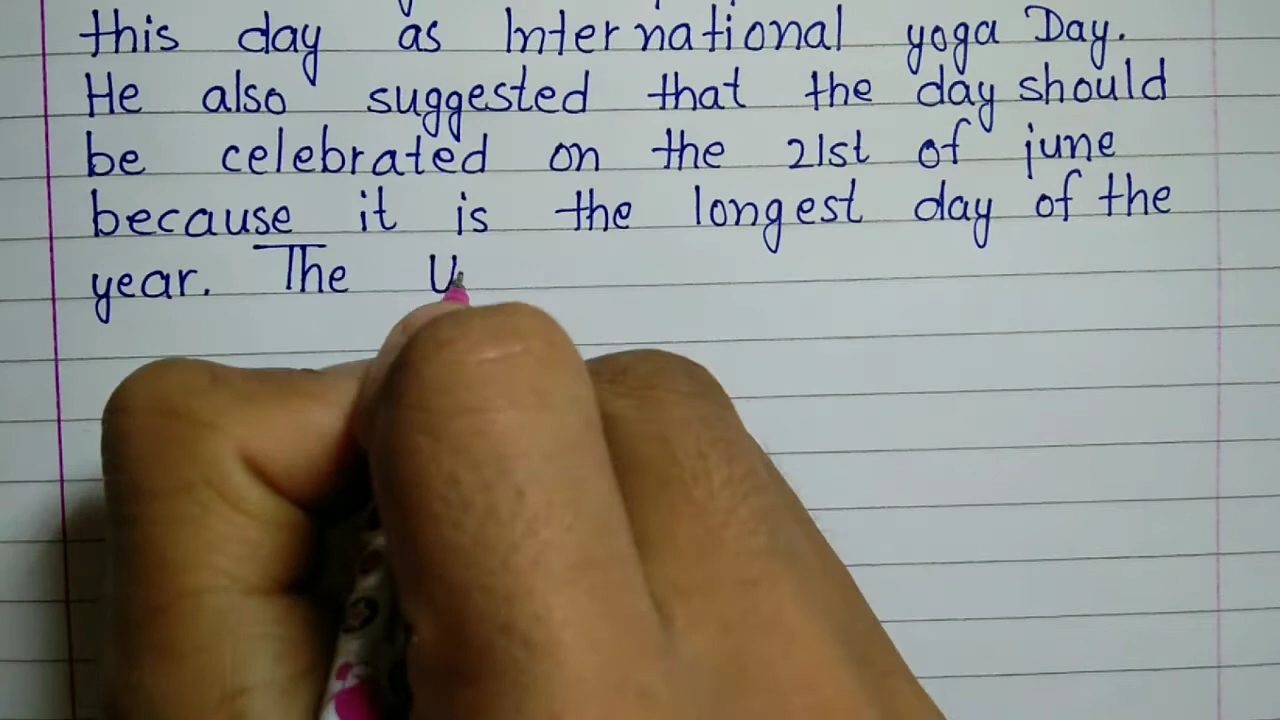 this day as International yoga Day.
He also suggested that the day should
be celebrated on the 21st of june
because it is the longest day of the
year. The U